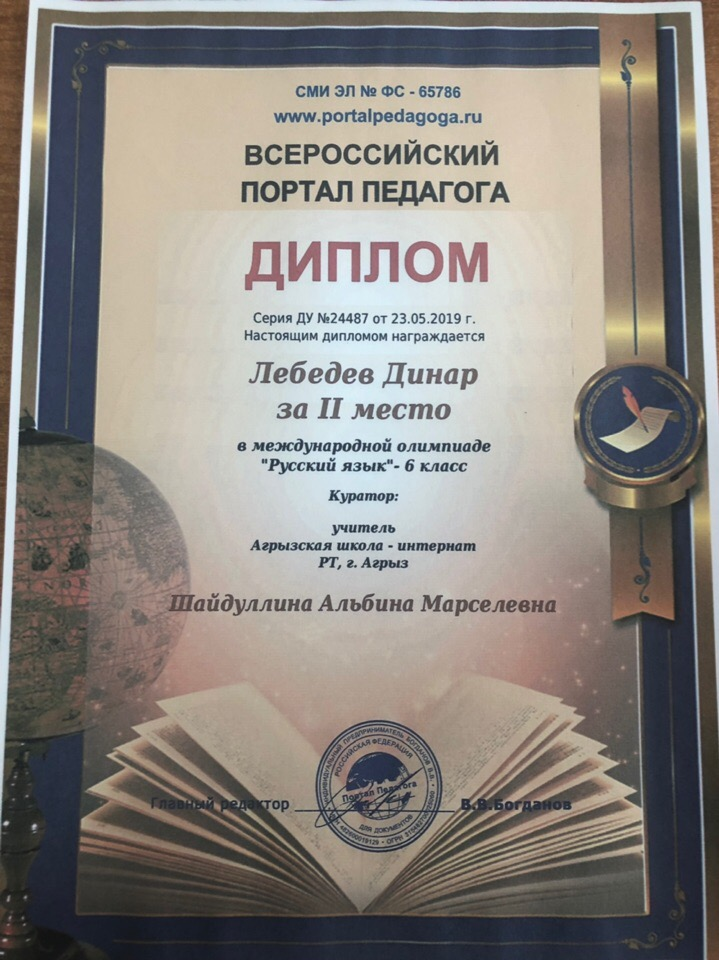 СМИ ЭЛ № ФС - 65786
www.portalpedagoga.ru
ВСЕРОССИЙСКИЙ
ПОРТАЛ ПЕДАГОГА
ДИПЛОМ
Серия ДУ №24487 от 23.05.2019 г.
Настоящим дипломом награждается
Лебедев Динар
за II место
в международной олимпиаде
"Русский язык"- 6 класс
Куратор:
учитель
Агрызская школа - интернат
РТ, г. Агрыз
Шайдуллина Альбина Марселевна
ИНДИВИДУАЛЬНЫЙ ПРЕДПРИНИМАТЕЛЬ БОГДАНОВ В.В.
РОССИЙСКАЯ ФЕДЕРАЦИЯ
Портал Педагога
ДЛЯ ДОКУМЕНТОВ
Главный редактор В.В.Богданов